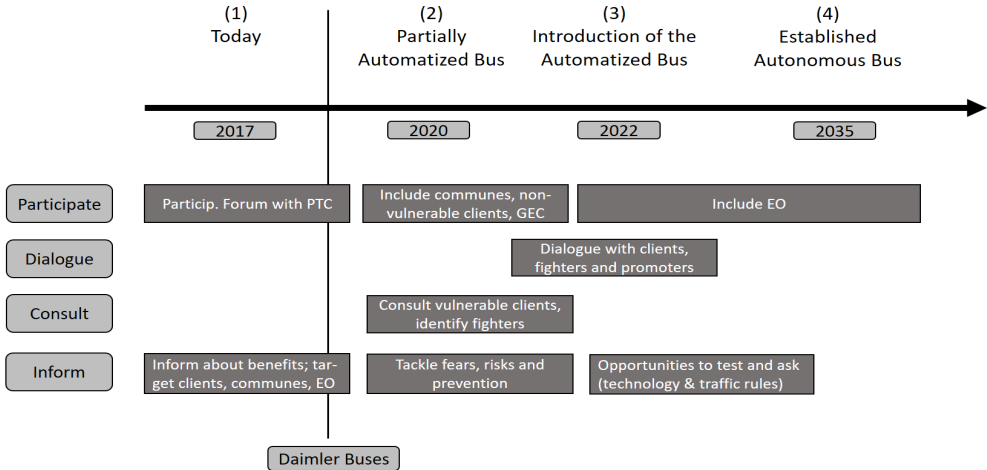 (1)
Today
(2)
Partially
Automatized Bus
(3)
Introduction of the
Automatized Bus
(4)
Established
Autonomous Bus
2017
2020
2022
2035
Participate
Particip. Forum with PTC
Include communes, non-
vulnerable clients, GEC
Include EO
Dialogue
Dialogue with clients,
fighters and promoters
Consult
Consult vulnerable clients,
identify fighters
Inform
Inform about benefits; tar-
get clients, communes, EO
Tackle fears, risks and
prevention
Opportunities to test and ask
(technology & traffic rules)
Daimler Buses